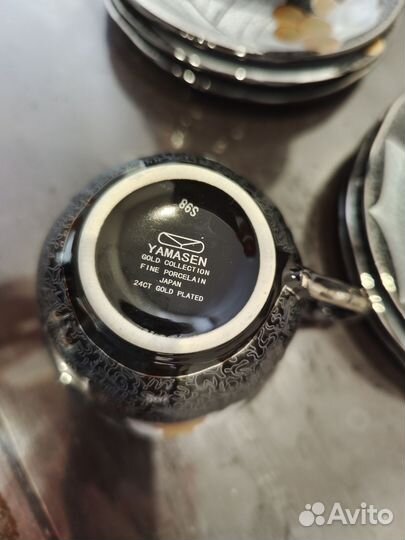 S98
YAMASEN
GOLD COLLECTION
FINE PORCELAIN
JAPAN
24CT GOLD PLATED
Avito